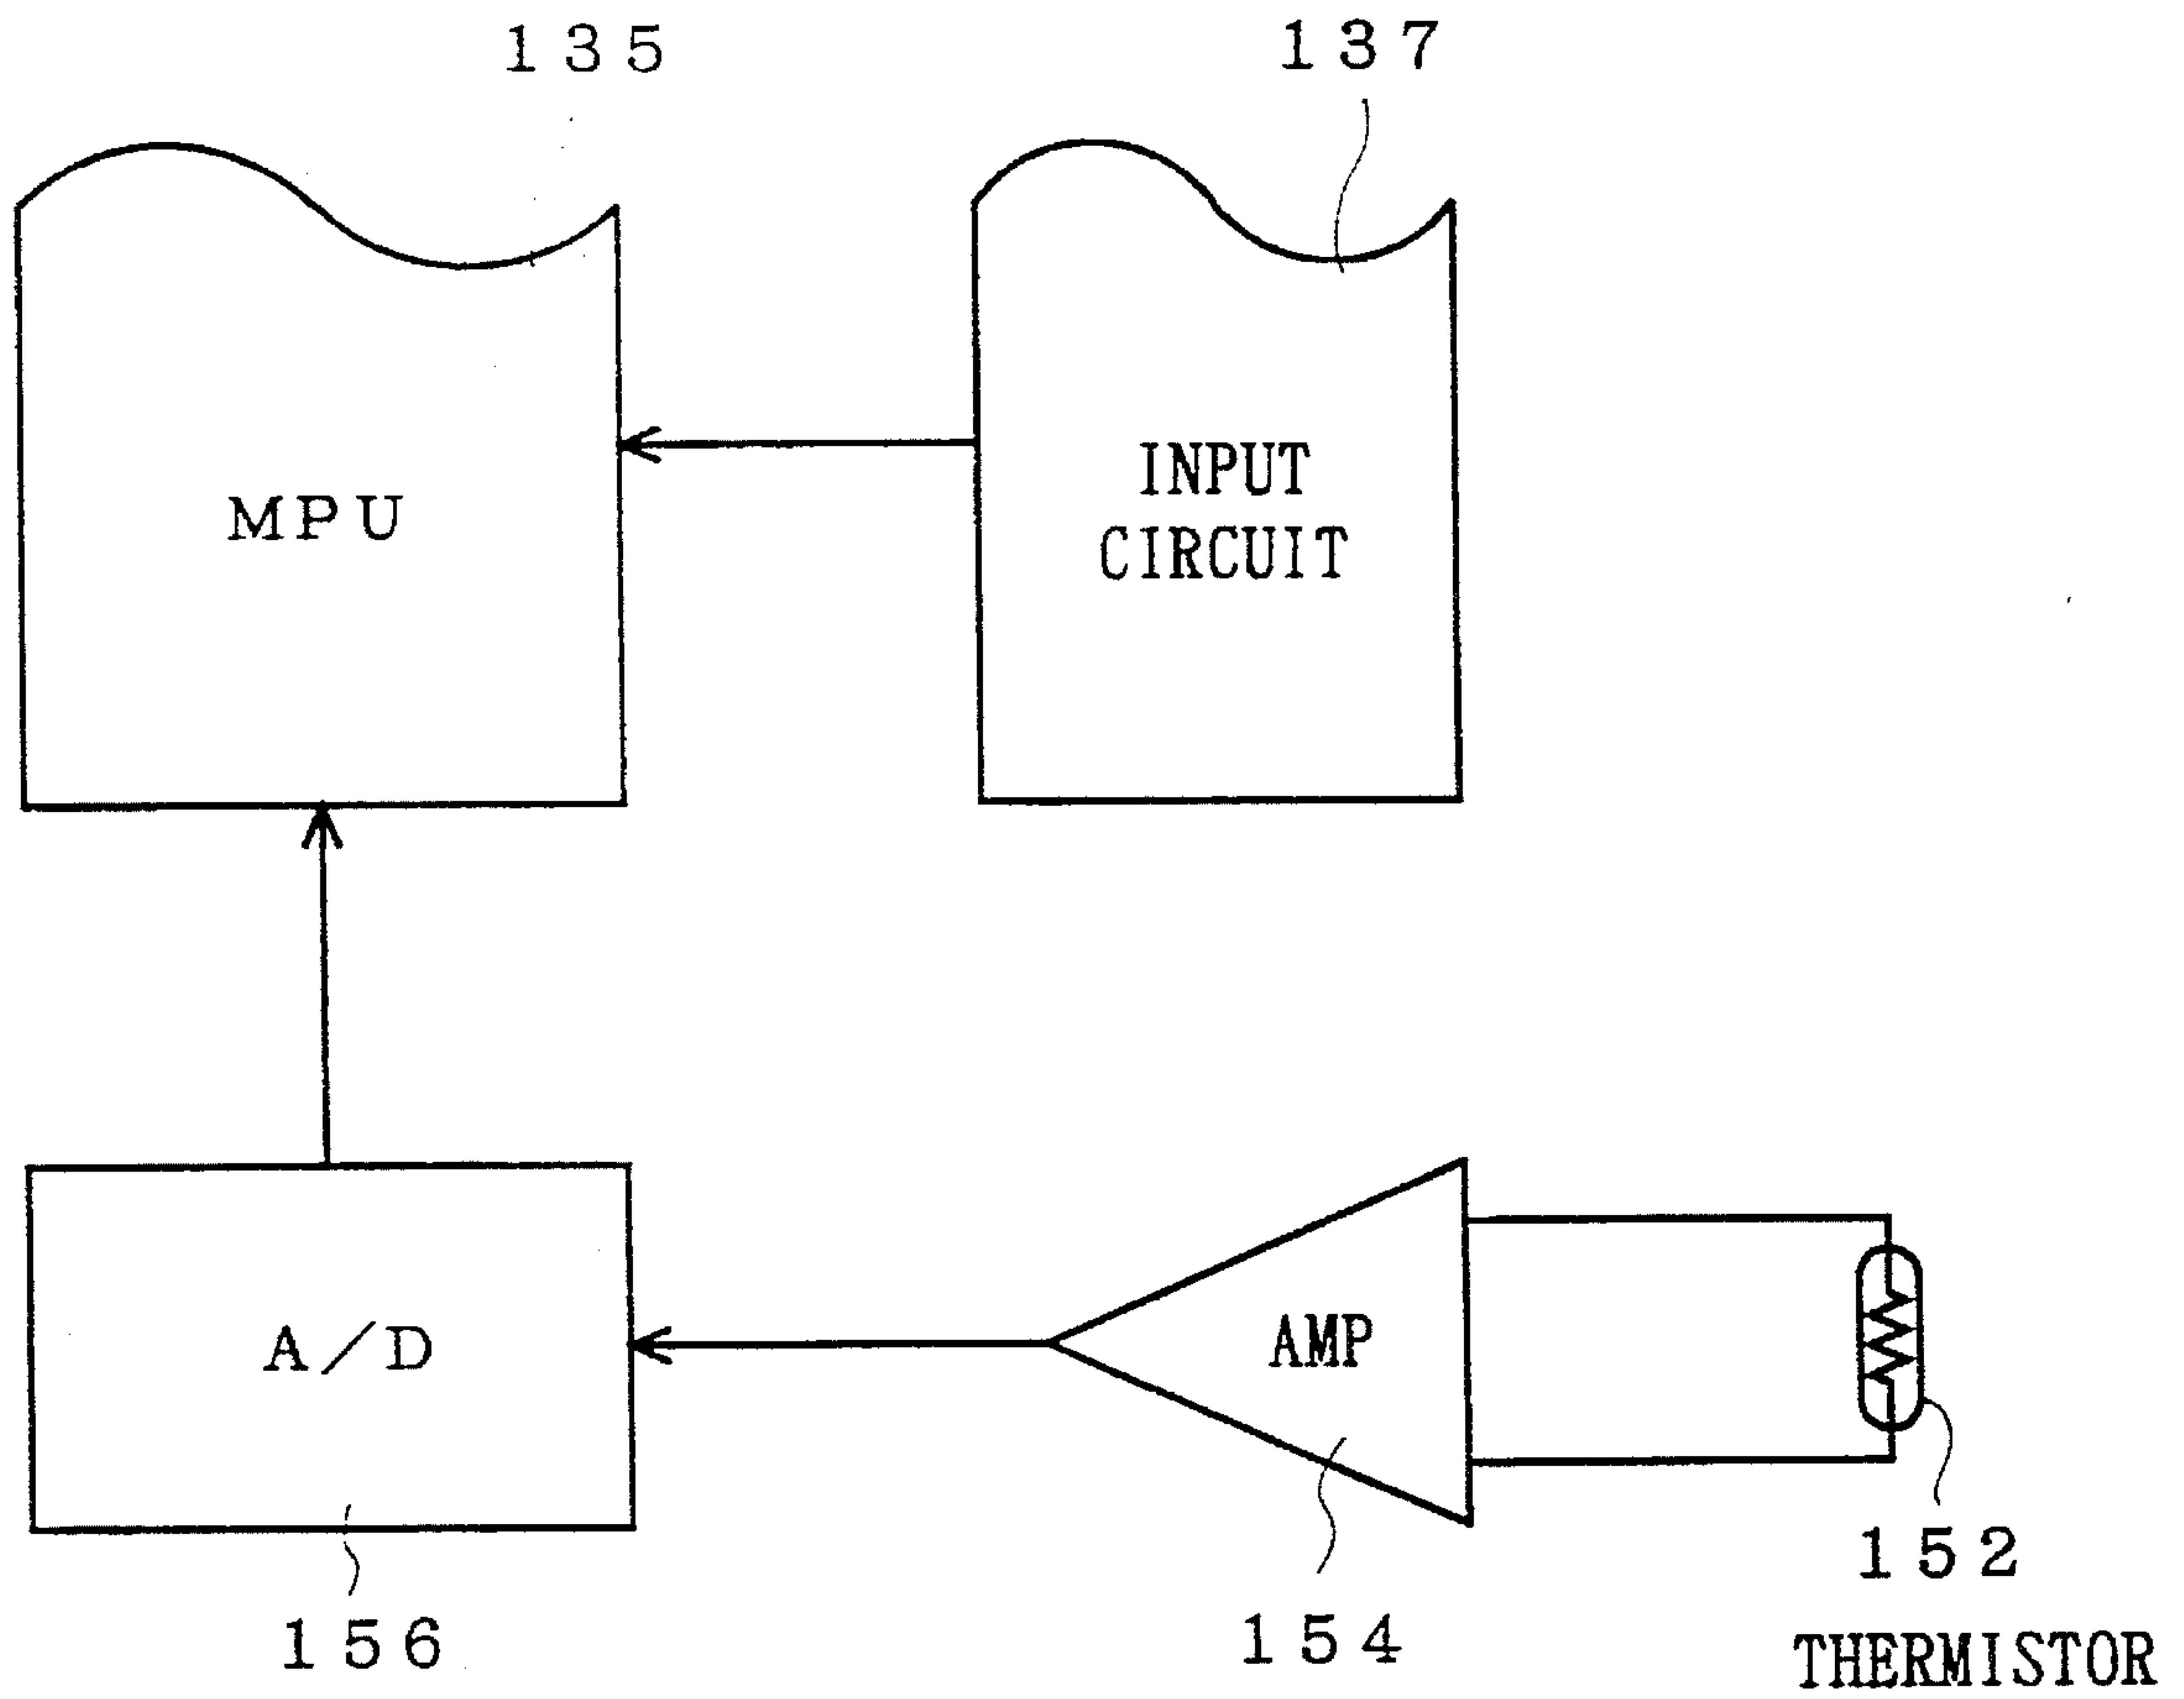 135
137
MPU
INPUT
CIRCUIT
A/D
AMP
152
156
154
THERMISTOR